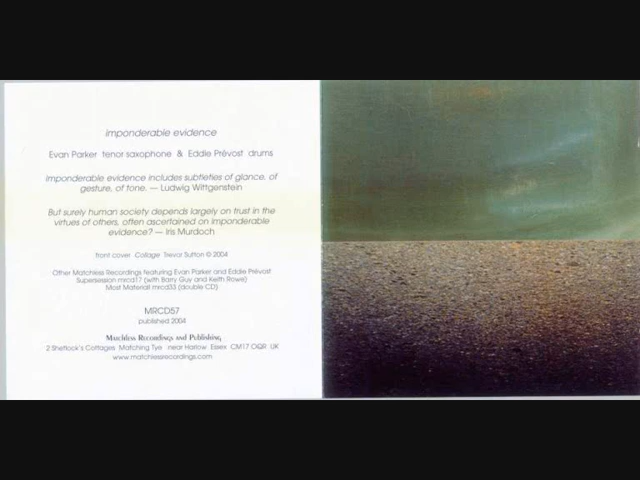 imponderable evidence
Evan Parker tenor saxophone & Eddie Prévost drums
Imponderable evidence includes subtleties of glance, of
gesture, of tone. — Ludwig Wittgenstein
But surely human society depends largely on trust in the
virtues of others, often ascertained on imponderable
evidence? — Iris Murdoch
front cover Collage Trevor Sutton © 2004
Other Matchless Recordings featuring Evan Parker and Eddie Prévost
Supersession mrcd17 (with Barry Guy and Keith Rowe)
Most Materiall mrcd33 (double CD)
MRCD57
published 2004
Matchless Recordings and Publishing
2 Shetlock's Cottages Matching Tye near Harlow Essex CM17 OQR UK
www.matchlessrecordings.com